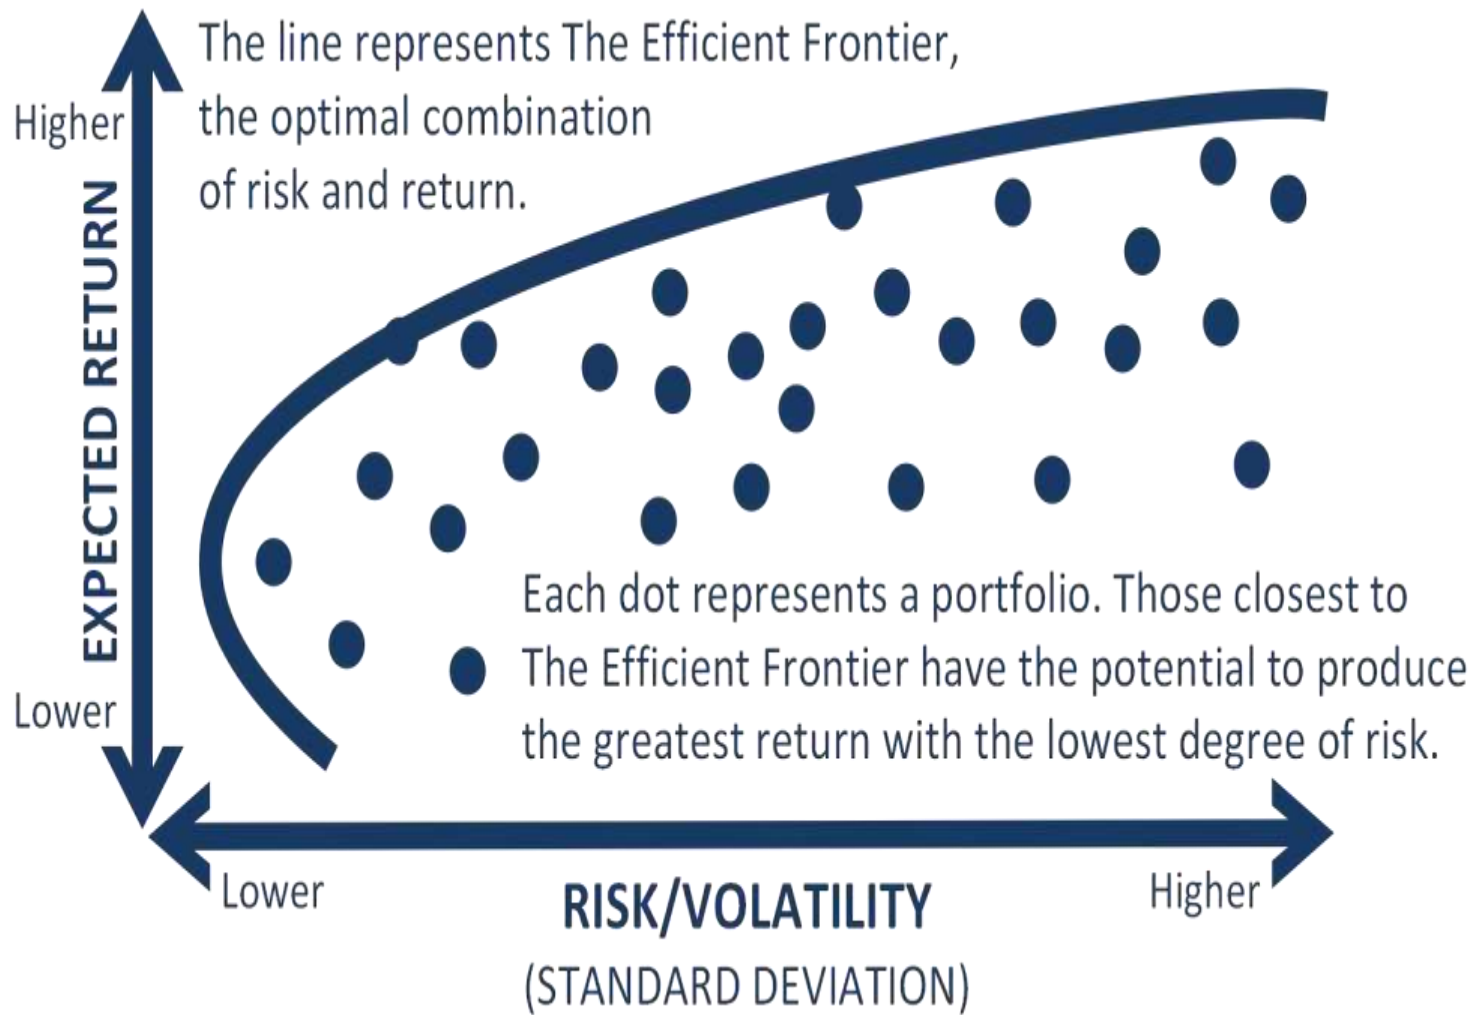 The line represents The Efficient Frontier,
the optimal combination
of risk and return.
Higher
EXPECTED RETURN
Lower
Each dot represents a portfolio. Those closest to
The Efficient Frontier have the potential to produce
the greatest return with the lowest degree of risk.
Lower
Higher
RISK/VOLATILITY
(STANDARD DEVIATION)